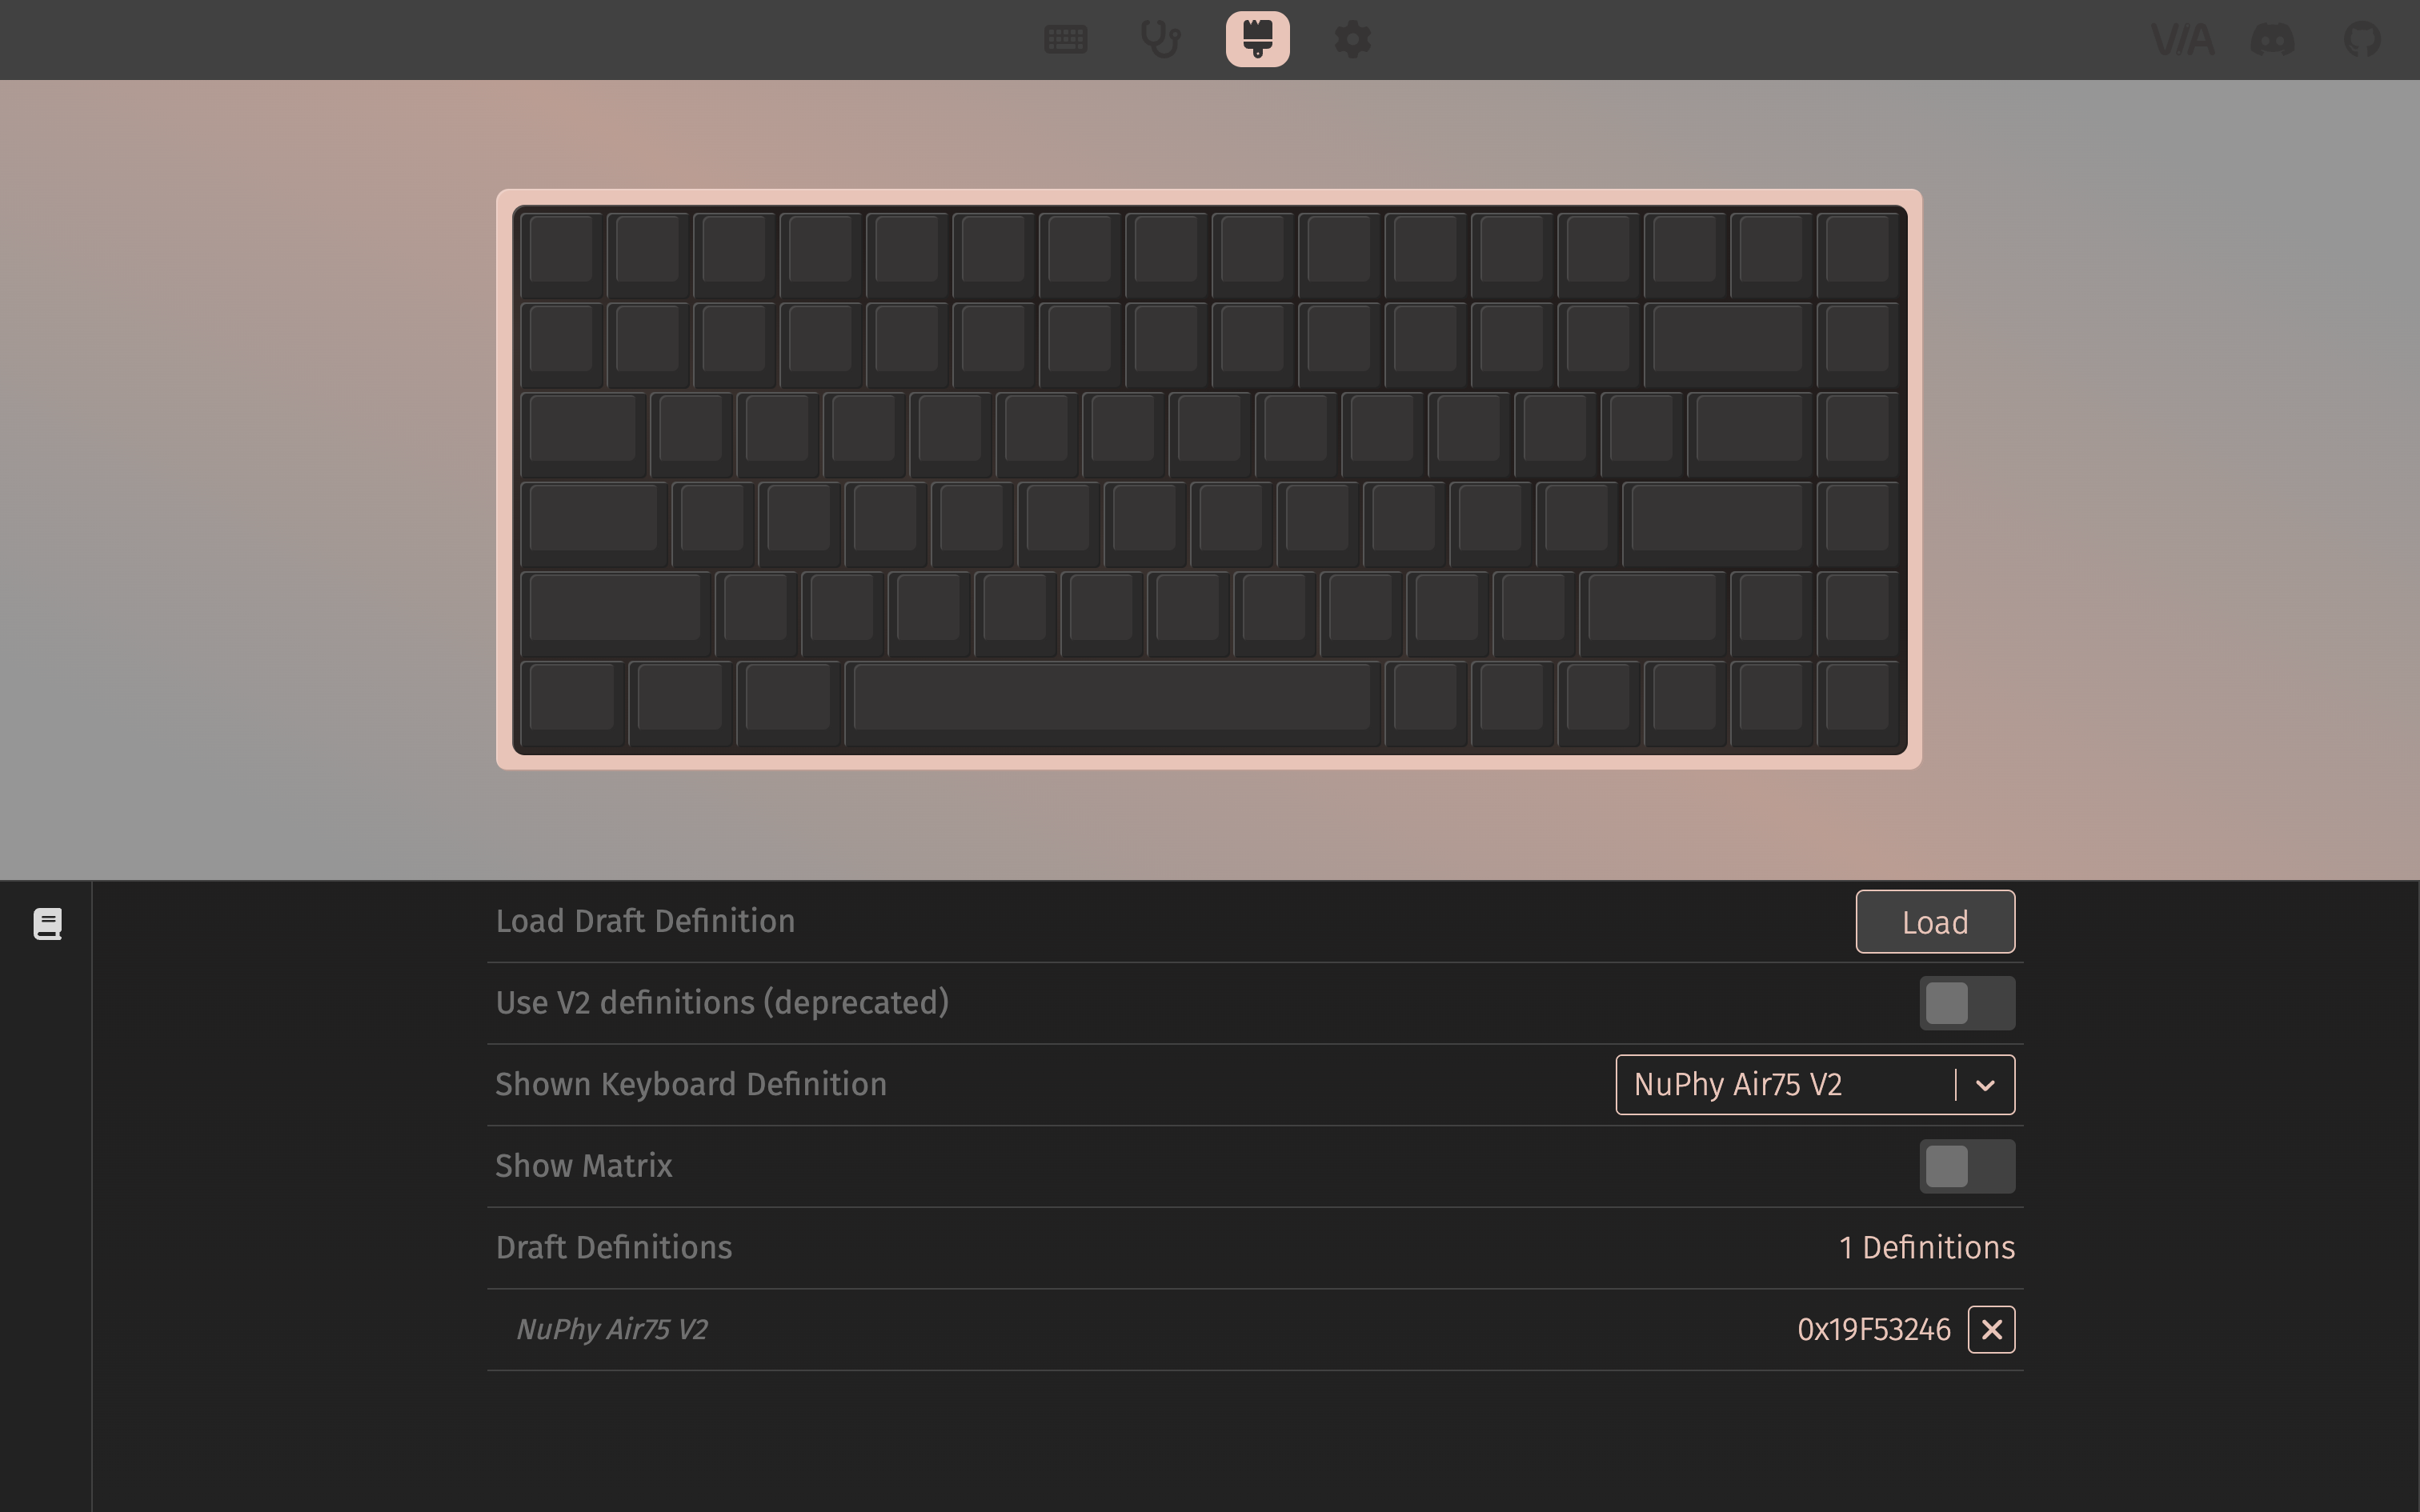 VIA
Load Draft Definition
Load
Use V2 definitions (deprecated)
Shown Keyboard Definition
NuPhy Air75 V2
Show Matrix
Draft Definitions
1 Definitions
NuPhy Air75 V2
0x19F53246